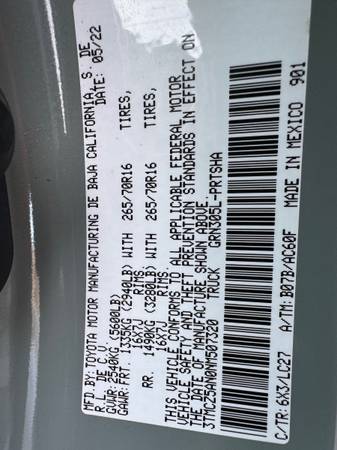 MFD.BY: TOYOTA MOTOR MANUFACTURING DE BAJA CALIFORNIA, S. DE
R.L. DE C.V. DATE: 05/22
GVWR: 2540KG (5600LB)
GAWR: FRT. 1335KG (2940LB) WITH 265/70R16 TIRES,
16X7J RIMS.
RR. 1490KG (3280LB) WITH 265/70R16 TIRES,
16X7J RIMS.
THIS VEHICLE CONFORMS TO ALL APPLICABLE FEDERAL MOTOR
VEHICLE SAFETY AND THEFT PREVENTION STANDARDS IN EFFECT ON
THE DATE OF MANUFACTURE SHOWN ABOVE.
3TMCZ5AN0NM507320 TRUCK GRN305L-PRTSHA
C/TR: 6X3/LC27 A/TM: B07B/AC60F MADE IN MEXICO 901